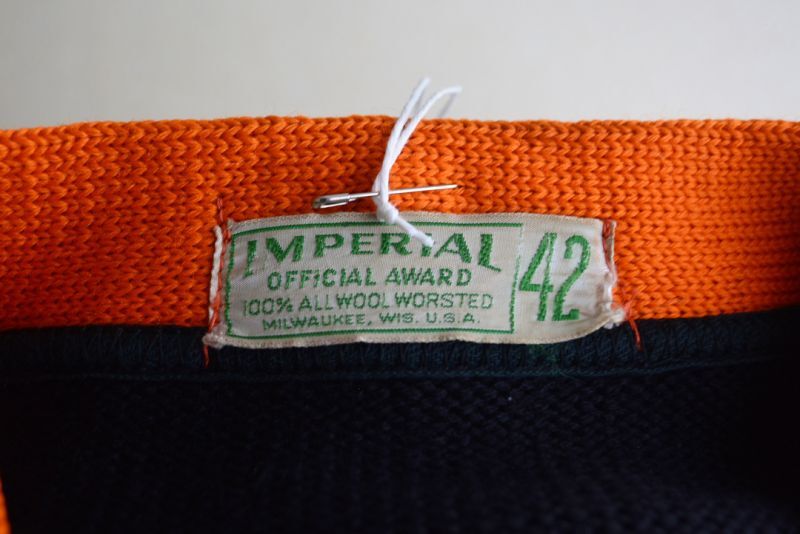 IMPERIAL
OFFICIAL AWARD
100% ALL WOOL WORSTED
MILWAUKEE, WIS. U.S.A.
42